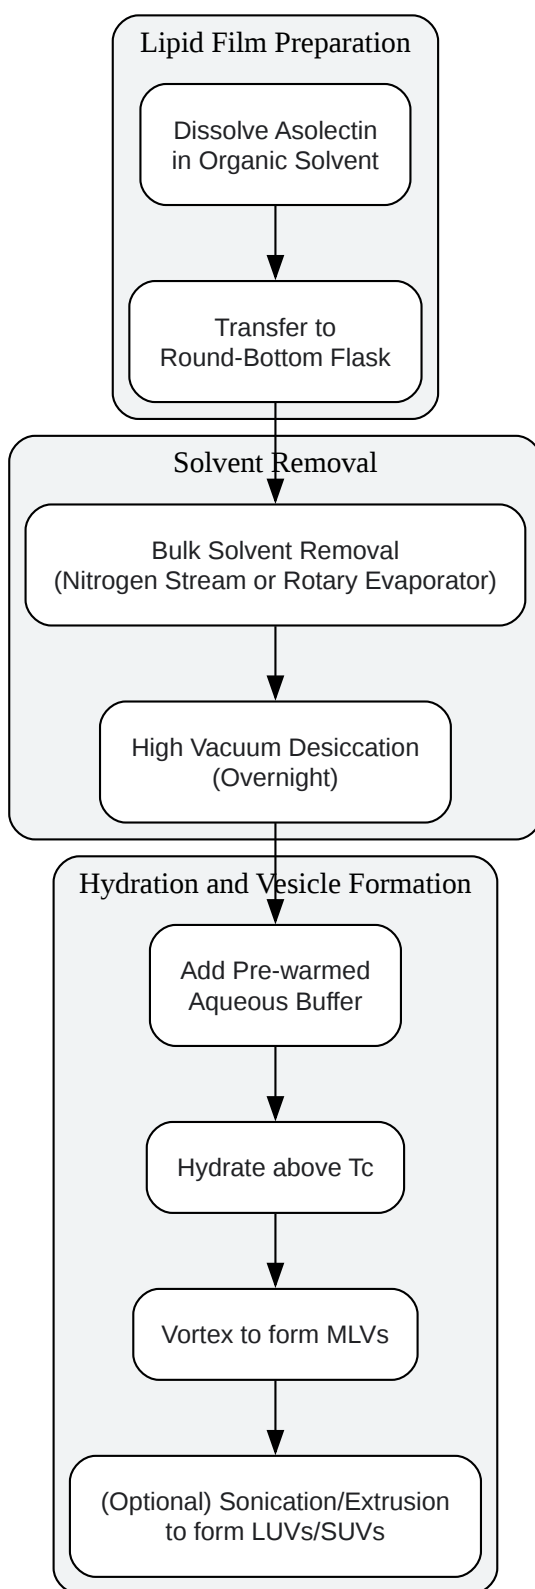 Lipid Film Preparation
Dissolve Asolectin
in Organic Solvent
Transfer to
Round-Bottom Flask
Solvent Removal
Bulk Solvent Removal
(Nitrogen Stream or Rotary Evaporator)
High Vacuum Desiccation
(Overnight)
Hydration and Vesicle Formation
Add Pre-warmed
Aqueous Buffer
Hydrate above Tc
Vortex to form MLVs
(Optional) Sonication/Extrusion
to form LUVs/SUVs